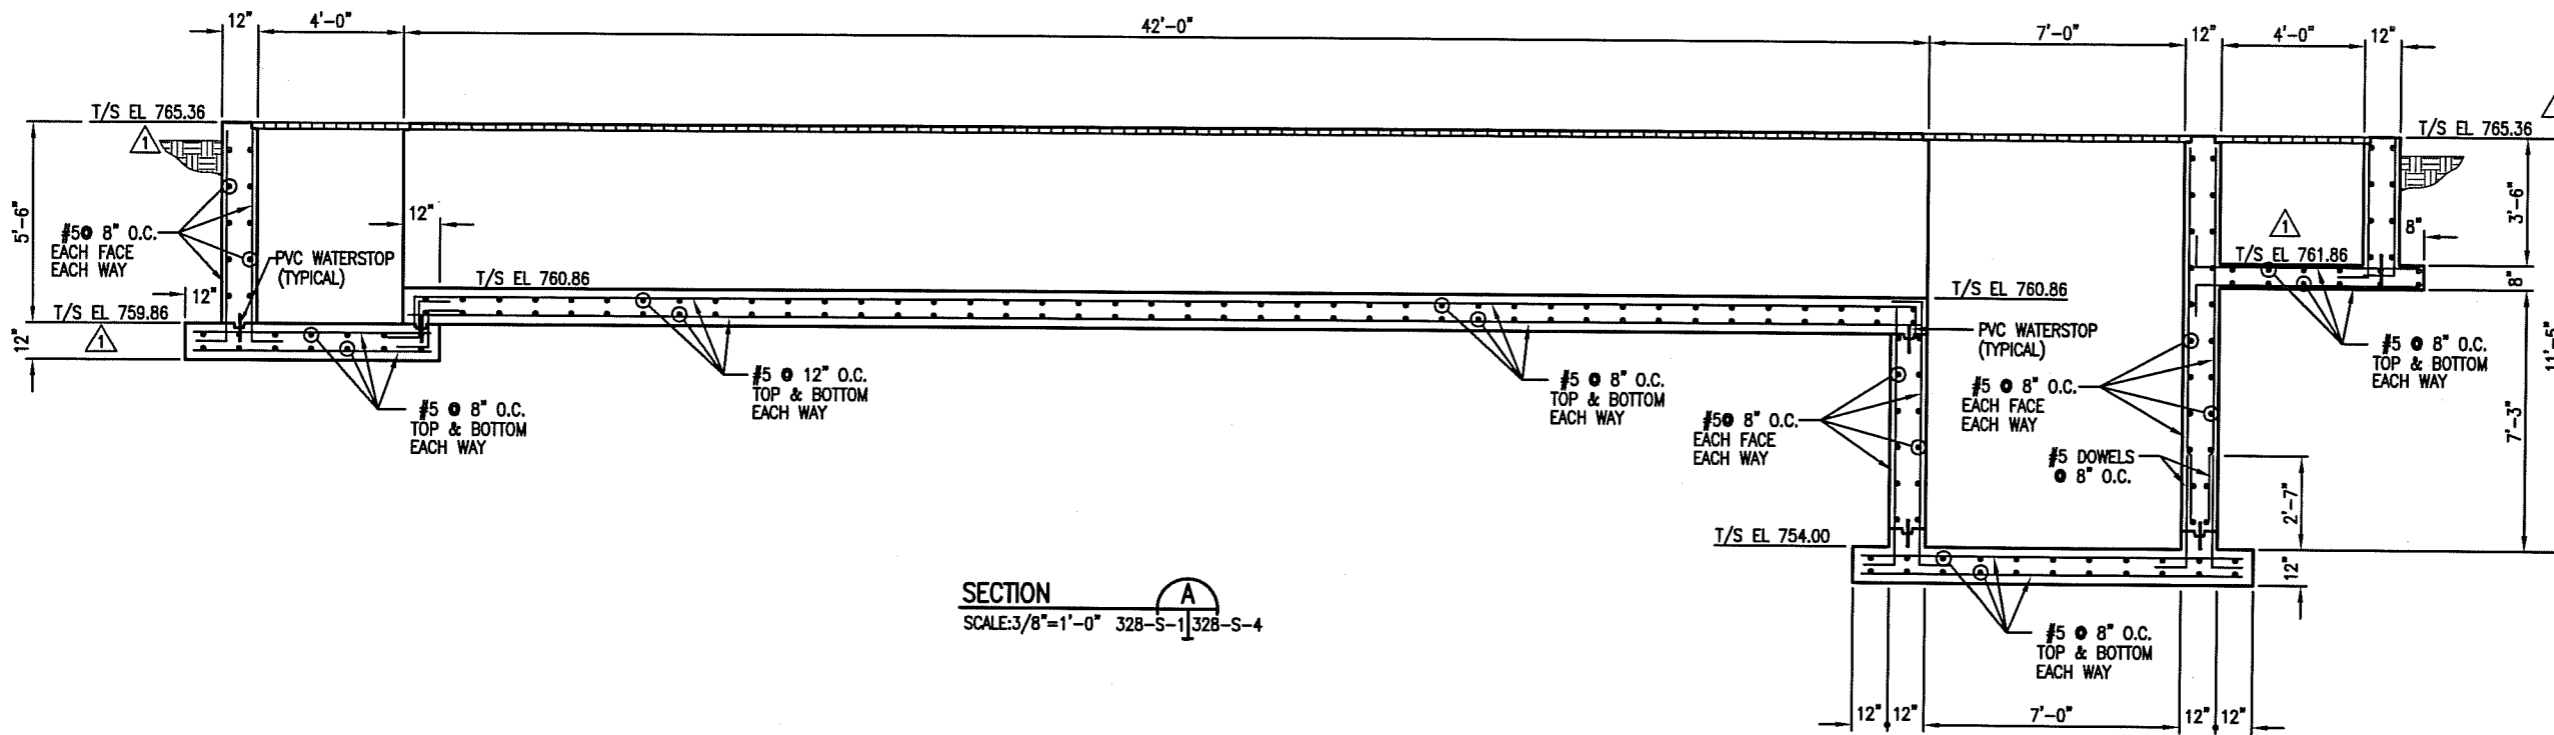 12"
4'-0"
42'-0"
7'-0"
12"
4'-0"
12"
T/S EL 765.36
1
T/S EL 765.36
5'-6"
12"
3'-6"
#5@ 8" O.C.
EACH FACE
EACH WAY
PVC WATERSTOP
(TYPICAL)
1
8"
T/S EL 761.86
8"
T/S EL 760.86
T/S EL 760.86
12"
T/S EL 759.86
12"
1
PVC WATERSTOP
(TYPICAL)
11'-5"
#5 @ 8" O.C.
TOP & BOTTOM
EACH WAY
#5 @ 12" O.C.
TOP & BOTTOM
EACH WAY
#5 @ 8" O.C.
TOP & BOTTOM
EACH WAY
#5@ 8" O.C.
EACH FACE
EACH WAY
#5 @ 8" O.C.
EACH FACE
EACH WAY
#5 @ 8" O.C.
TOP & BOTTOM
EACH WAY
7'-3"
#5 DOWELS
@ 8" O.C.
2'-7"
T/S EL 754.00
12"
SECTION
A
SCALE:3/8"=1'-0" 328-S-1 328-S-4
#5 @ 8" O.C.
TOP & BOTTOM
EACH WAY
12"
12"
7'-0"
12"
12"